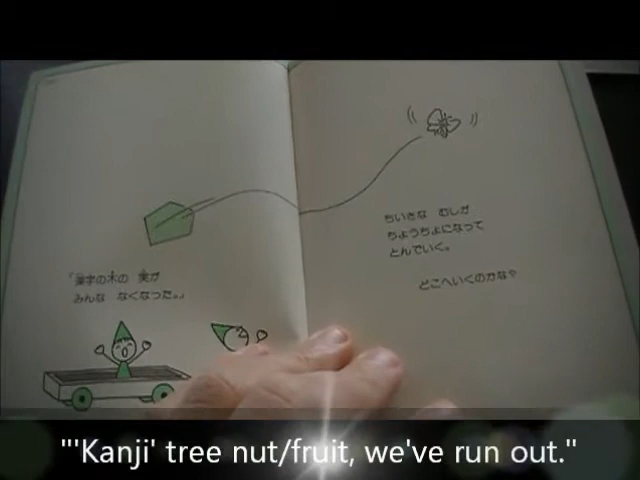 「漢字の木の 実が
みんな なくなった。」
ちいさな むしが
ちょうちょになって
とんでいく。
どこへいくのかな？
"'Kanji' tree nut/fruit, we've run out."